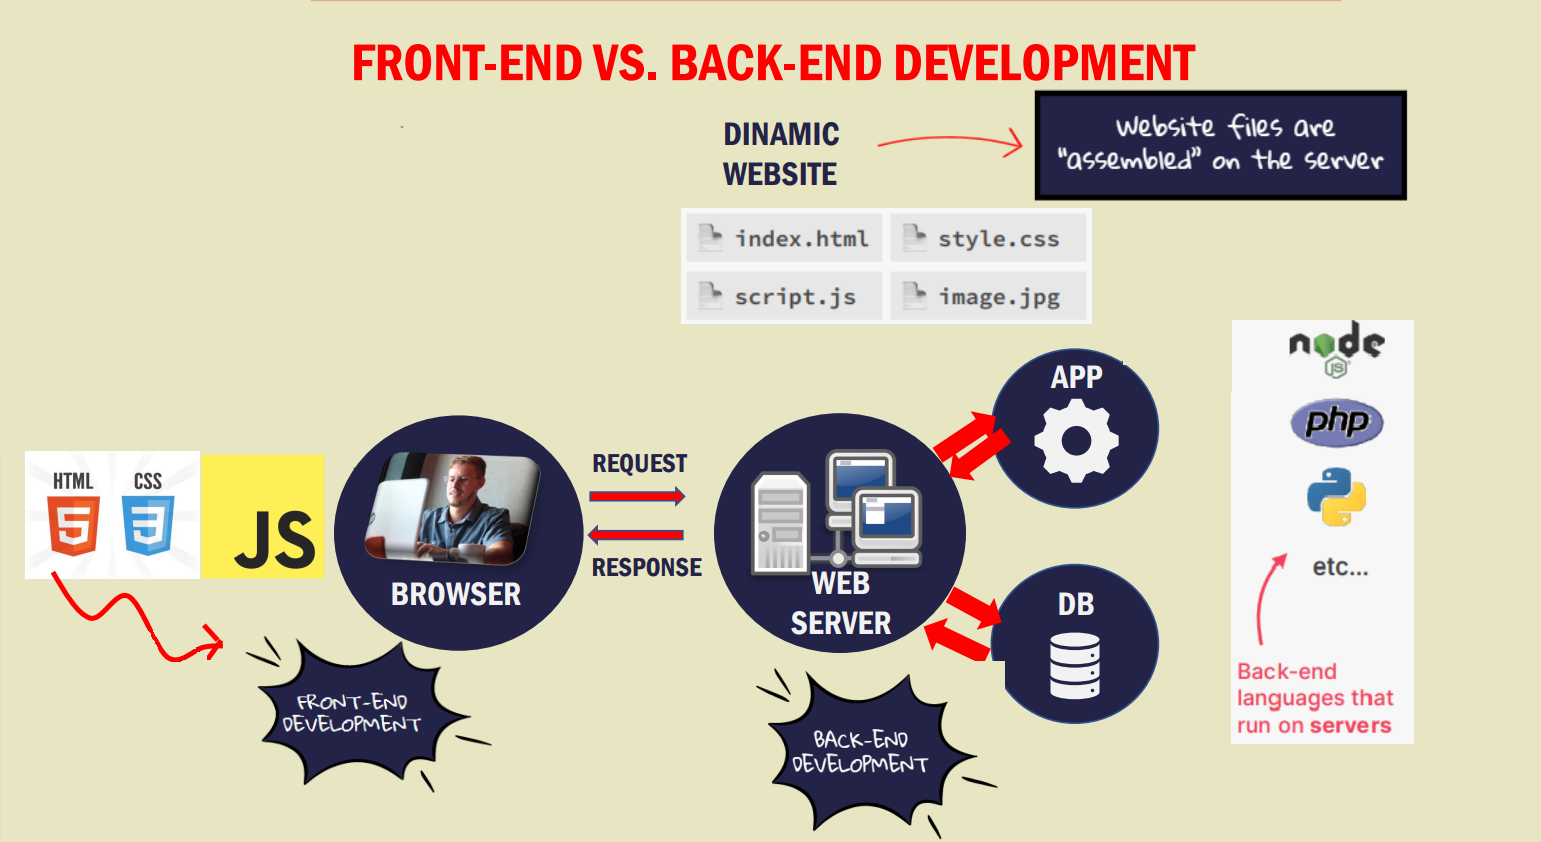 FRONT-END VS. BACK-END DEVELOPMENT
DINAMIC
WEBSITE
Website files are
"assembled" on the server
index.html
style.css
script.js
image.jpg
HTML
5
CSS
3
JS
BROWSER
REQUEST
RESPONSE
WEB
SERVER
APP
DB
FRONT-END
DEVELOPMENT
BACK-END
DEVELOPMENT
node
JS
php
etc...
Back-end
languages that
run on servers